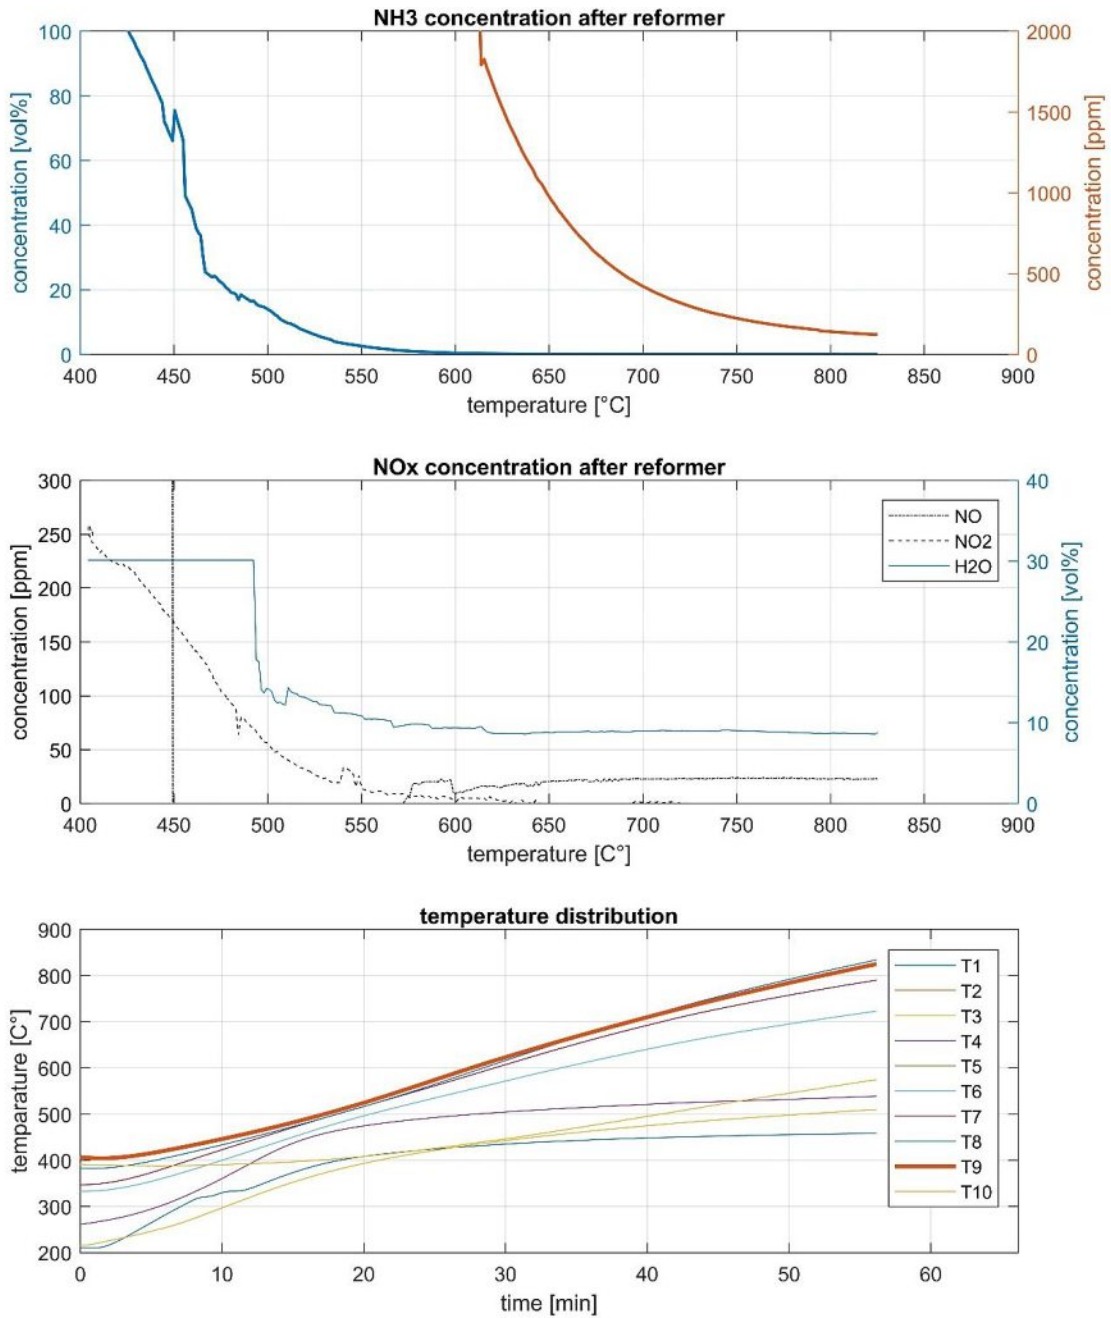 NH3 concentration after reformer
100 80 60 40 20 0
concentration [vol%]
2000 1500 1000 500 0
concentration [ppm]
400 450 500 550 600 650 700 750 800 850 900
temperature [°C]
NOx concentration after reformer
300 250 200 150 100 50 0
concentration [ppm]
40 30 20 10 0
concentration [vol%]
NO
NO2
H2O
400 450 500 550 600 650 700 750 800 850 900
temperature [C°]
temperature distribution
900 800 700 600 500 400 300 200
temparature [C°]
T1
T2
T3
T4
T5
T6
T7
T8
T9
T10
0 10 20 30 40 50 60
time [min]